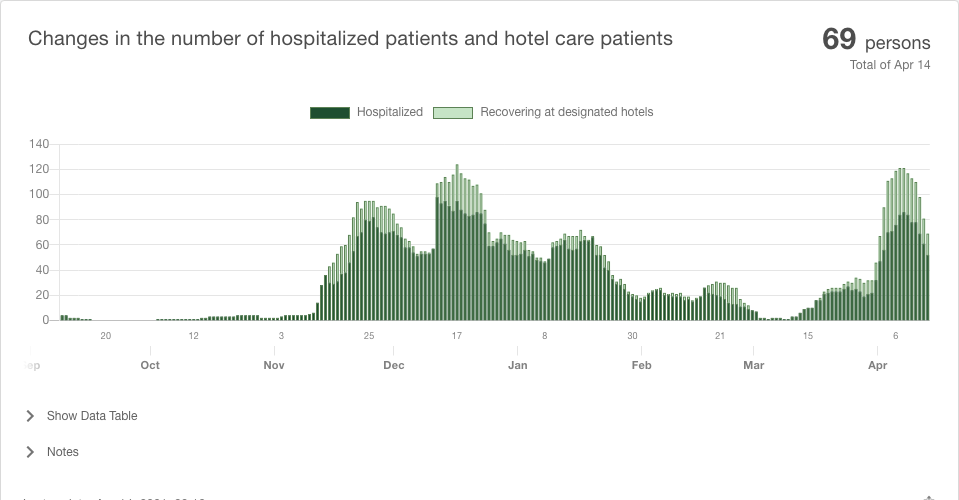 Changes in the number of hospitalized patients and hotel care patients
69 persons
Total of Apr 14
Hospitalized Recovering at designated hotels
140
120
100
80
60
40
20
0
20 12 3 25 17 8 30 21 15 6
Oct Nov Dec Jan Feb Mar Apr
Show Data Table
Notes